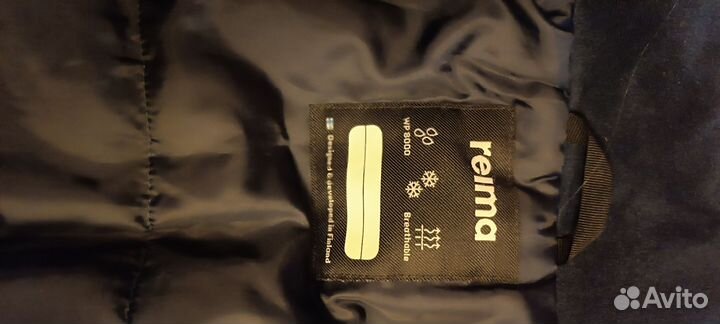 reima
WP 8000
Breathable
Designed & developed in Finland
Avito